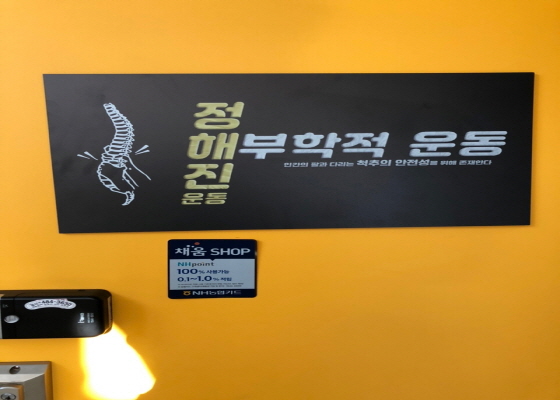 정해진운동
해부학적 운동
인간의 팔과 다리는 척추의 안전성을 위해 존재한다
채움 SHOP
NHpoint
100% 사용가능
0.1~1.0% 적립
NH농협카드